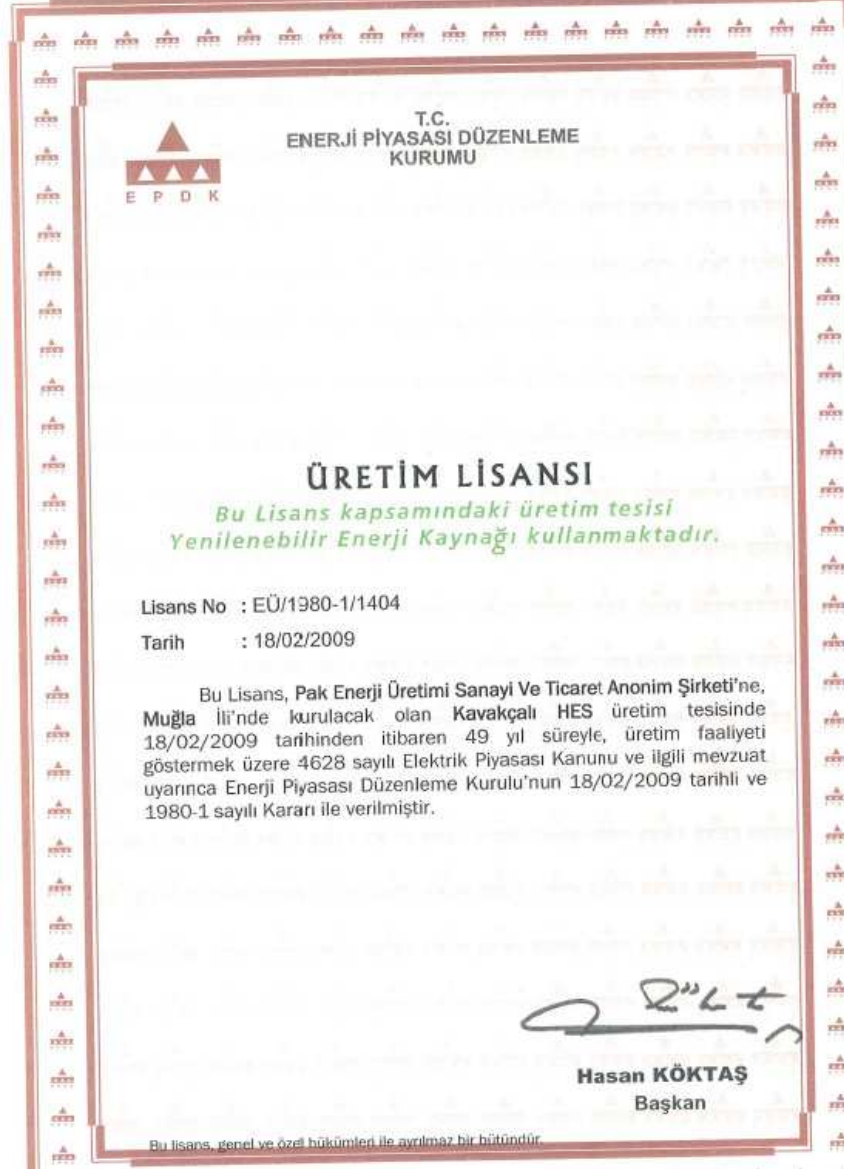 T.C.
ENERJİ PİYASASI DÜZENLEME
KURUMU
E P D K
ÜRETİM LİSANSI
Bu Lisans kapsamındaki üretim tesisi
Yenilenebilir Enerji Kaynağı kullanmaktadır.
Lisans No : EÜ/1980-1/1404
Tarih : 18/02/2009
Bu Lisans, Pak Enerji Üretimi Sanayi Ve Ticaret Anonim Şirketi'ne,
Muğla İli'nde kurulacak olan Kavakçalı HES üretim tesisinde
18/02/2009 tarihinden itibaren 49 yıl süreyle, üretim faaliyeti
göstermek üzere 4628 sayılı Elektrik Piyasası Kanunu ve ilgili mevzuat
uyarınca Enerji Piyasası Düzenleme Kurulu'nun 18/02/2009 tarihli ve
1980-1 sayılı Kararı ile verilmiştir.
Hasan KÖKTAŞ
Başkan
Bu lisans, genel ve özel hükümleri ile ayrılmaz bir bütündür.